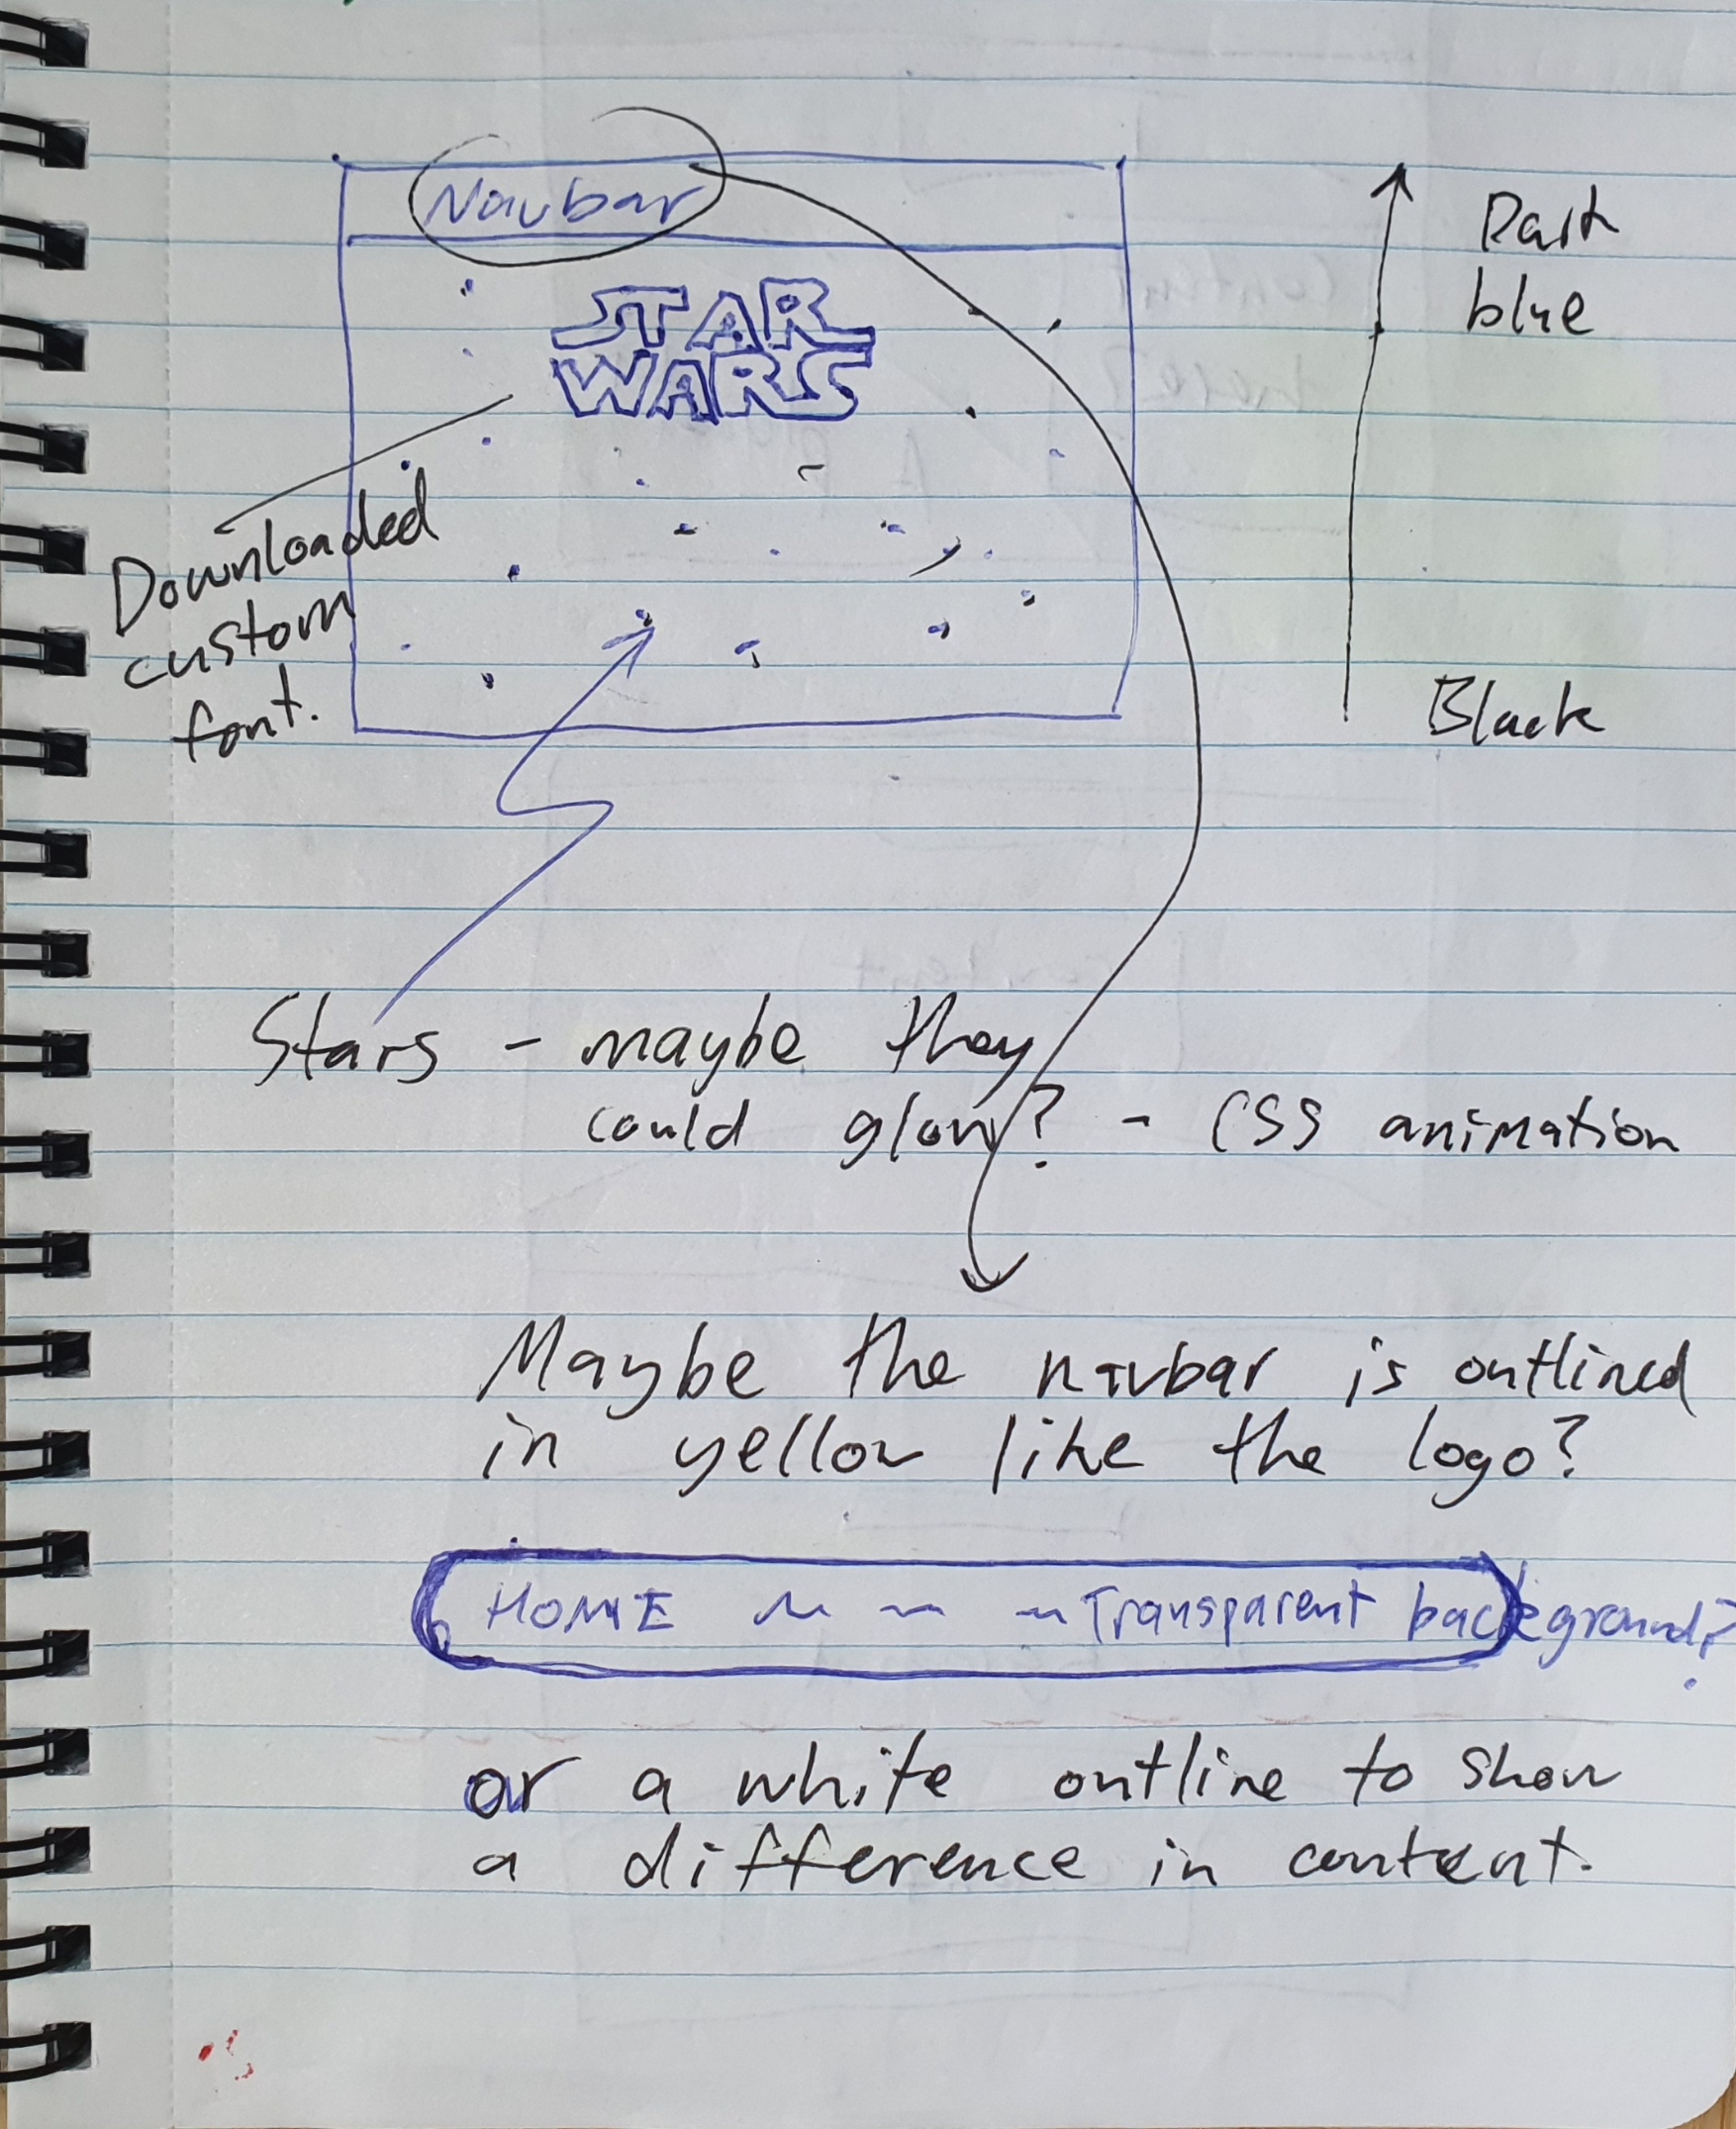 Navbar
STAR
WARS
Dark
blue
Downloaded
custom
font.
Black
Stars - maybe they
could glow? - CSS animation
Maybe the navbar is outlined
in yellow like the logo?
HOME
Transparent background?
or a white outline to show
a difference in content.